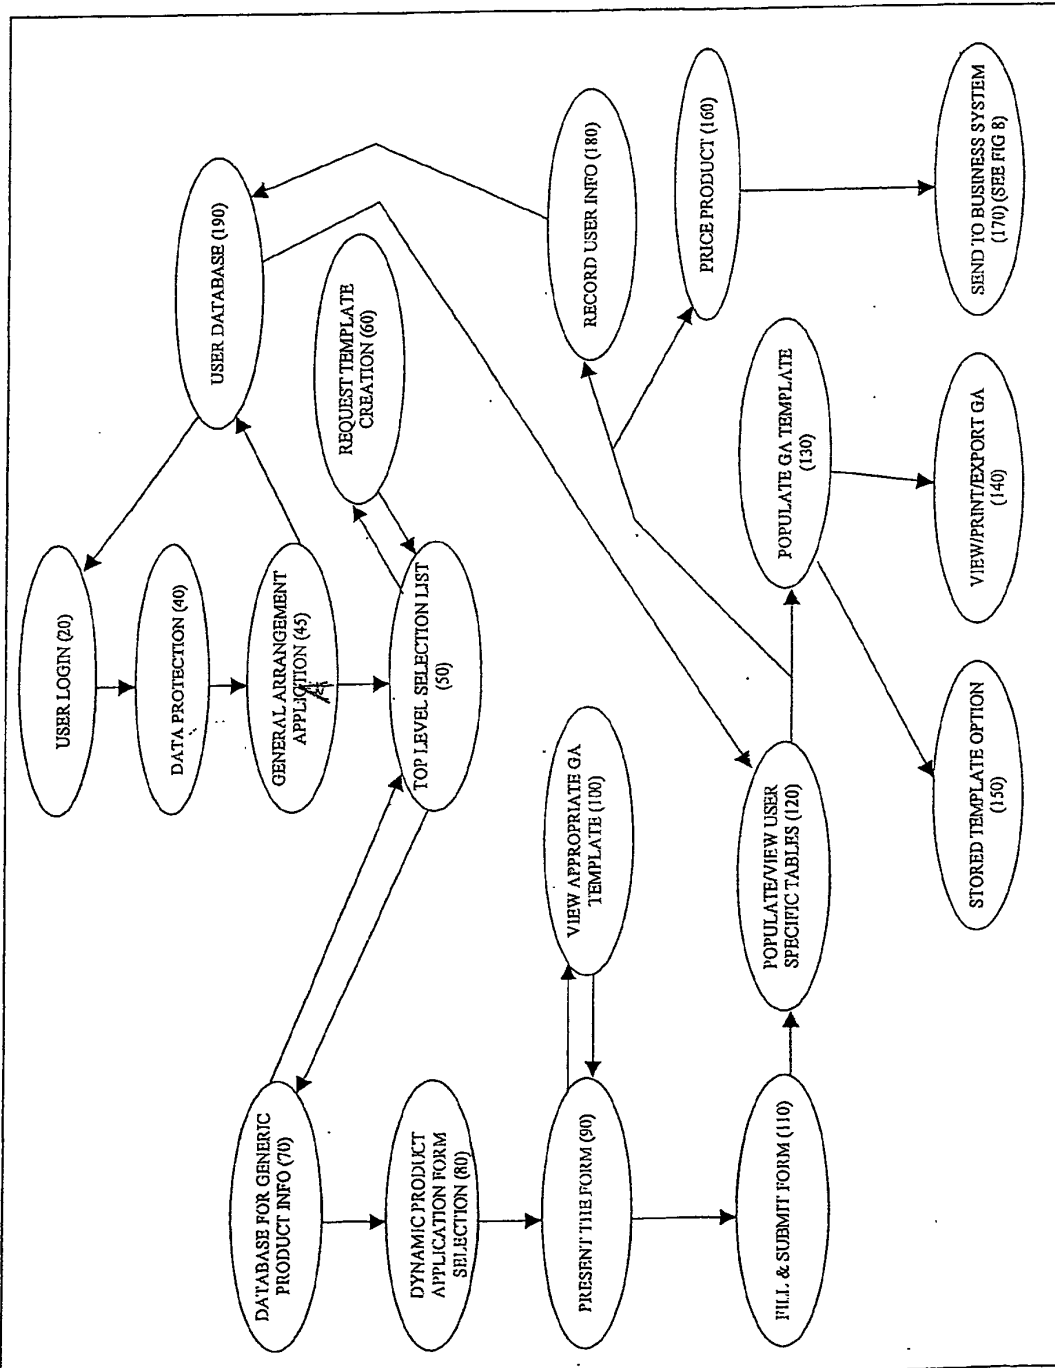 USER LOGIN (20)
DATA PROTECTION (40)
GENERAL ARRANGEMENT
APPLICTION (45)
TOP LEVEL SELECTION LIST
(50)
USER DATABASE (190)
REQUEST TEMPLATE
CREATION (60)
DATABASE FOR GENERIC
PRODUCT INFO (70)
DYNAMIC PRODUCT
APPLICATION FORM
SELECTION (80)
PRESENT THE FORM (90)
VIEW APPROPRIATE GA
TEMPLATE (100)
FILL & SUBMIT FORM (110)
POPULATE/VIEW USER
SPECIFIC TABLES (120)
RECORD USER INFO (180)
PRICE PRODUCT (160)
POPULATE GA TEMPLATE
(130)
STORED TEMPLATE OPTION
(150)
VIEW/PRINT/EXPORT GA
(140)
SEND TO BUSINESS SYSTEM
(170) (SEE FIG 8)